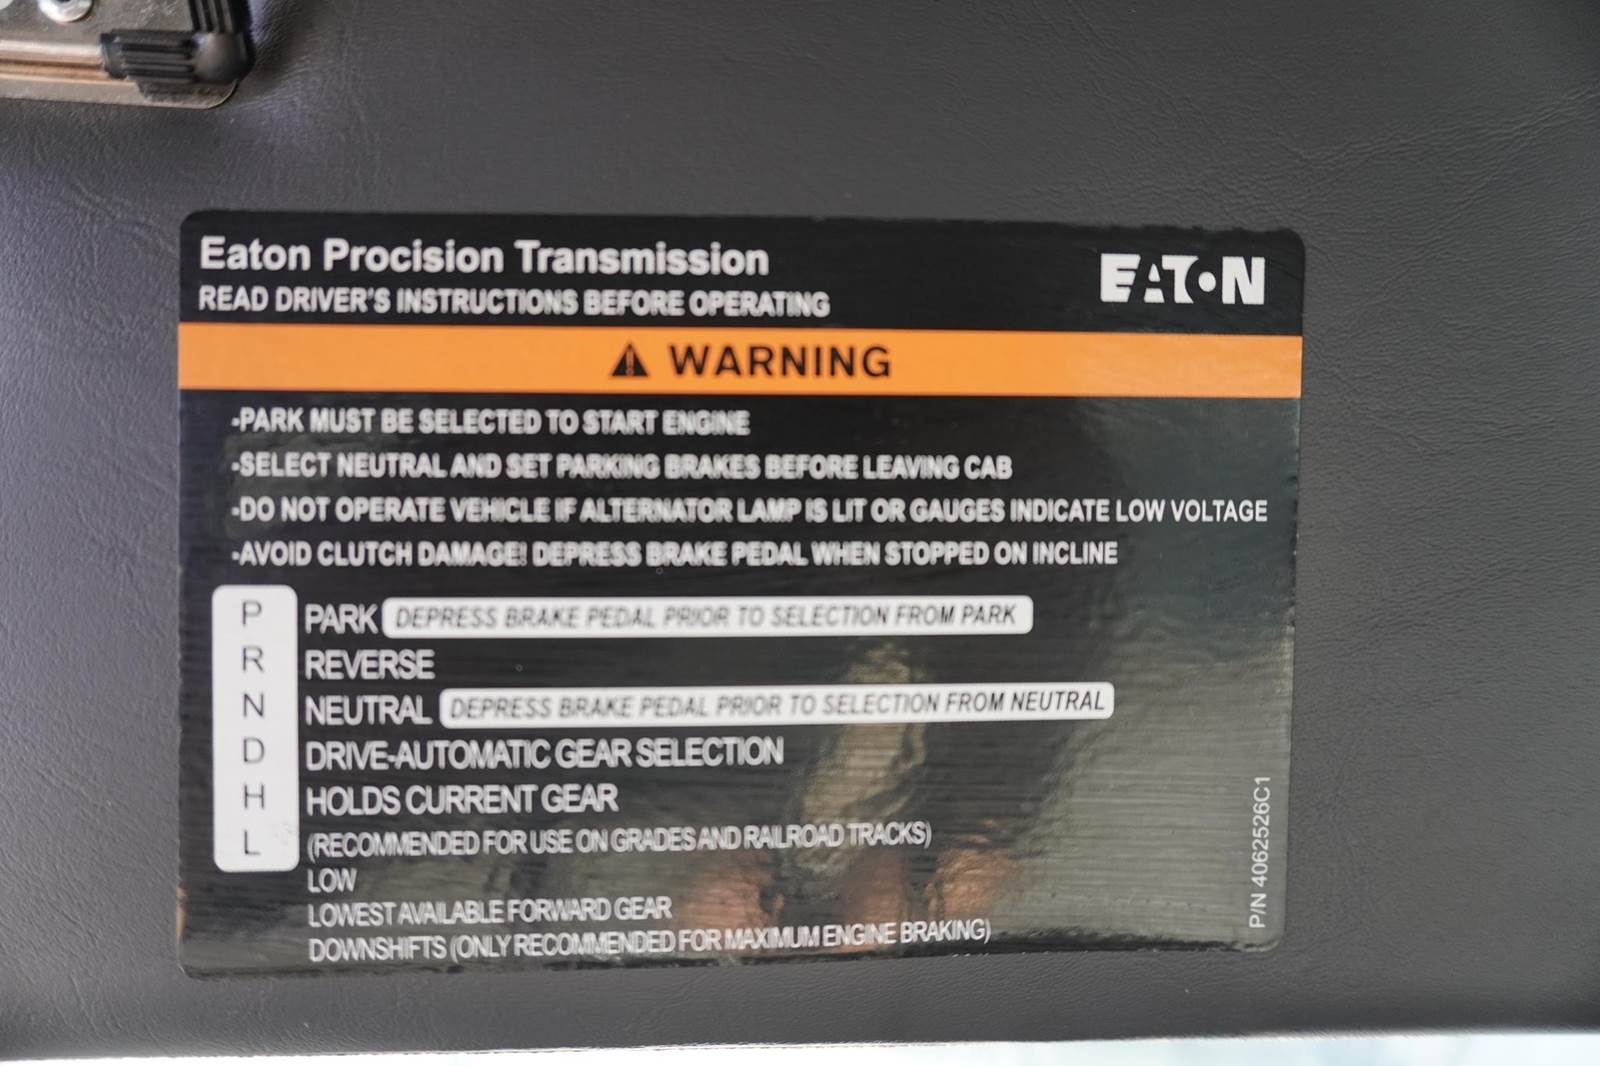 Eaton Procision Transmission
EATON
READ DRIVER'S INSTRUCTIONS BEFORE OPERATING
WARNING
-PARK MUST BE SELECTED TO START ENGINE
-SELECT NEUTRAL AND SET PARKING BRAKES BEFORE LEAVING CAB
-DO NOT OPERATE VEHICLE IF ALTERNATOR LAMP IS LIT OR GAUGES INDICATE LOW VOLTAGE
-AVOID CLUTCH DAMAGE! DEPRESS BRAKE PEDAL WHEN STOPPED ON INCLINE
P PARK DEPRESS BRAKE PEDAL PRIOR TO SELECTION FROM PARK
R REVERSE
N NEUTRAL DEPRESS BRAKE PEDAL PRIOR TO SELECTION FROM NEUTRAL
D DRIVE-AUTOMATIC GEAR SELECTION
H HOLDS CURRENT GEAR
L (RECOMMENDED FOR USE ON GRADES AND RAILROAD TRACKS)
LOW
LOWEST AVAILABLE FORWARD GEAR
DOWNSHIFTS (ONLY RECOMMENDED FOR MAXIMUM ENGINE BRAKING)
P/N 4062526C1